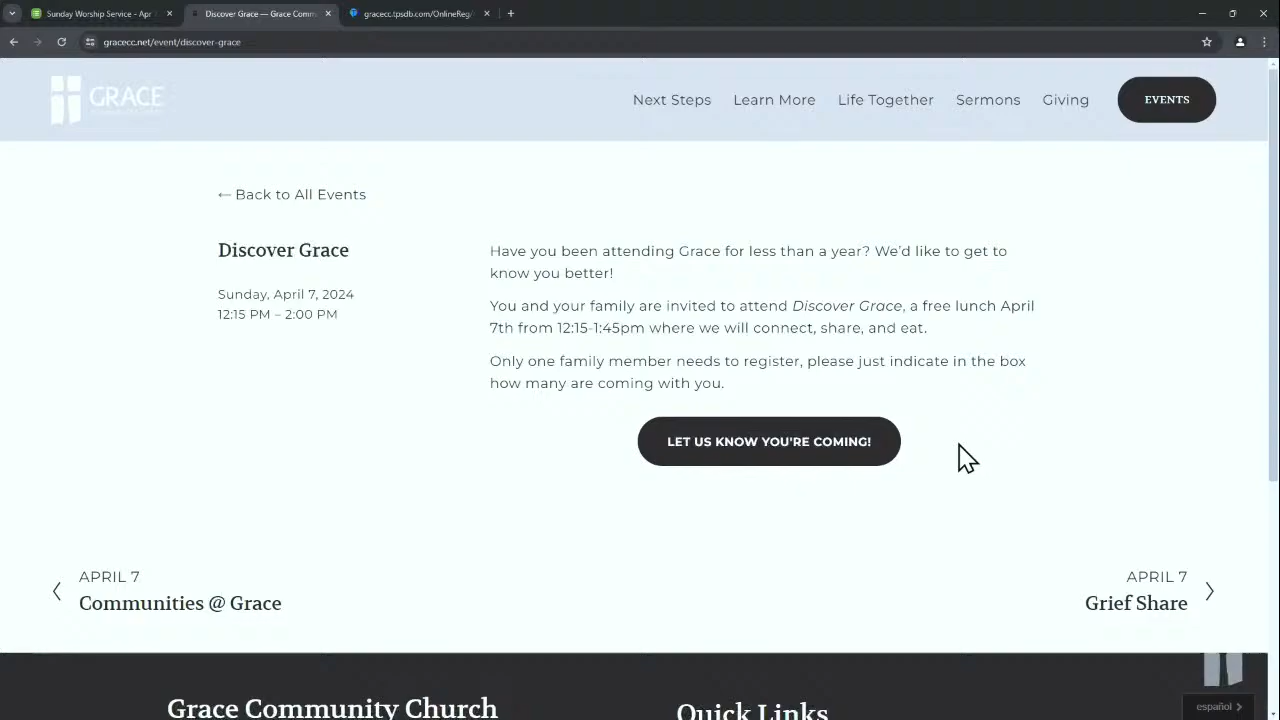 Sunday Worship Service - Apr
Discover Grace — Grace Comm
gracecc.tpsdb.com/OnlineReg/
gracecc.net/event/discover-grace
GRACE
Next Steps
Learn More
Life Together
Sermons
Giving
EVENTS
← Back to All Events
Discover Grace
Sunday, April 7, 2024
12:15 PM – 2:00 PM
Have you been attending Grace for less than a year? We'd like to get to
know you better!
You and your family are invited to attend Discover Grace, a free lunch April
7th from 12:15-1:45pm where we will connect, share, and eat.
Only one family member needs to register, please just indicate in the box
how many are coming with you.
LET US KNOW YOU'RE COMING!
APRIL 7
Communities @ Grace
APRIL 7
Grief Share
Grace Community Church
Quick Links
español